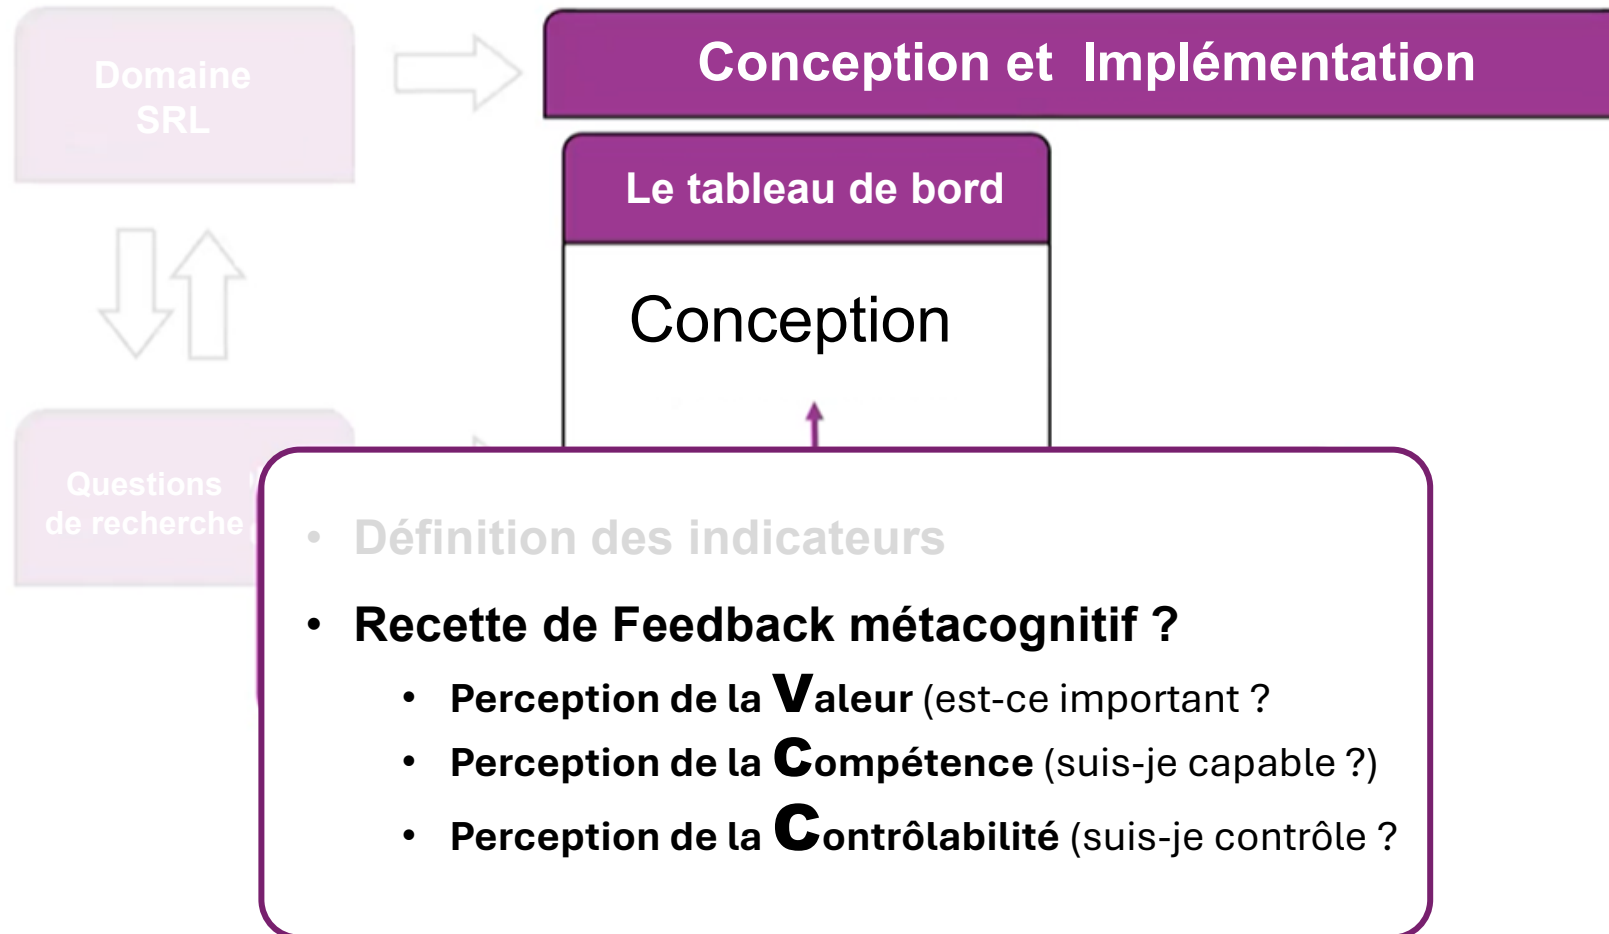 Domaine
SRL
Conception et Implémentation
Le tableau de bord
Conception
Questions
de recherche
• Définition des indicateurs
• Recette de Feedback métacognitif ?
• Perception de la Valeur (est-ce important ?
• Perception de la Compétence (suis-je capable ?)
• Perception de la Contrôlabilité (suis-je contrôle ?